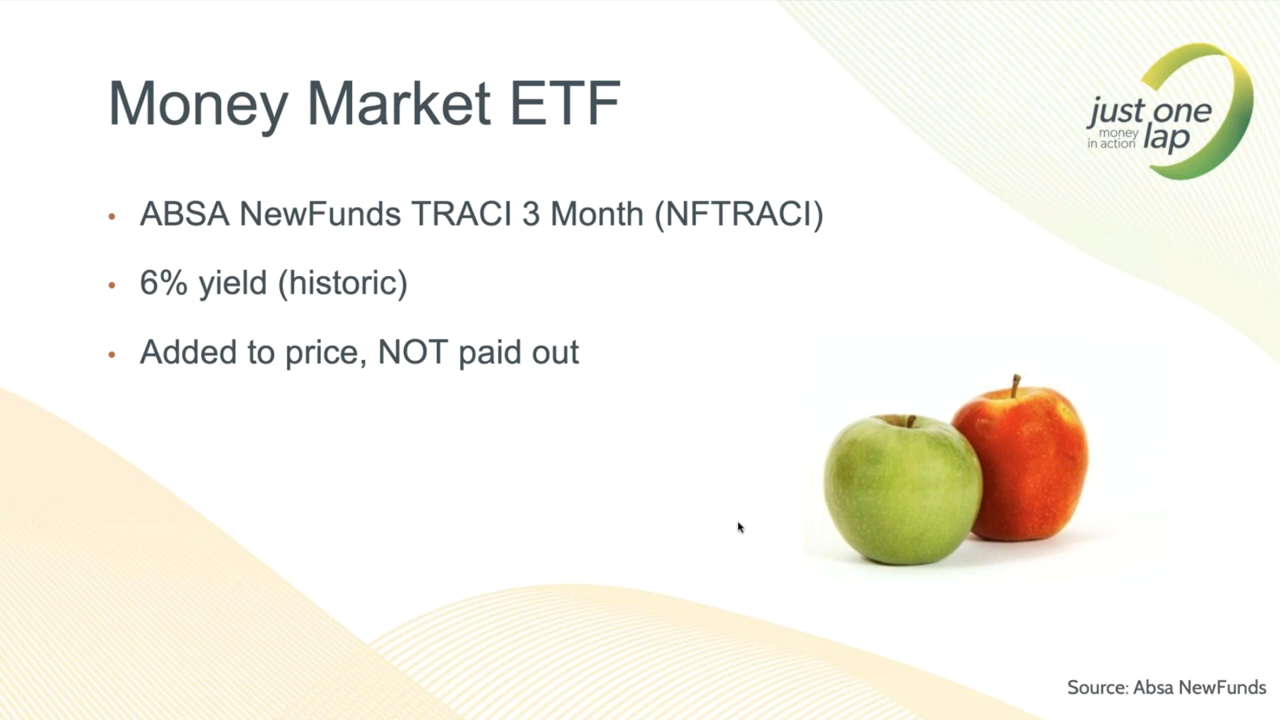 Money Market ETF
just one
money
in action
lap
• ABSA NewFunds TRACI 3 Month (NFTRACI)
• 6% yield (historic)
• Added to price, NOT paid out
Source: Absa NewFunds